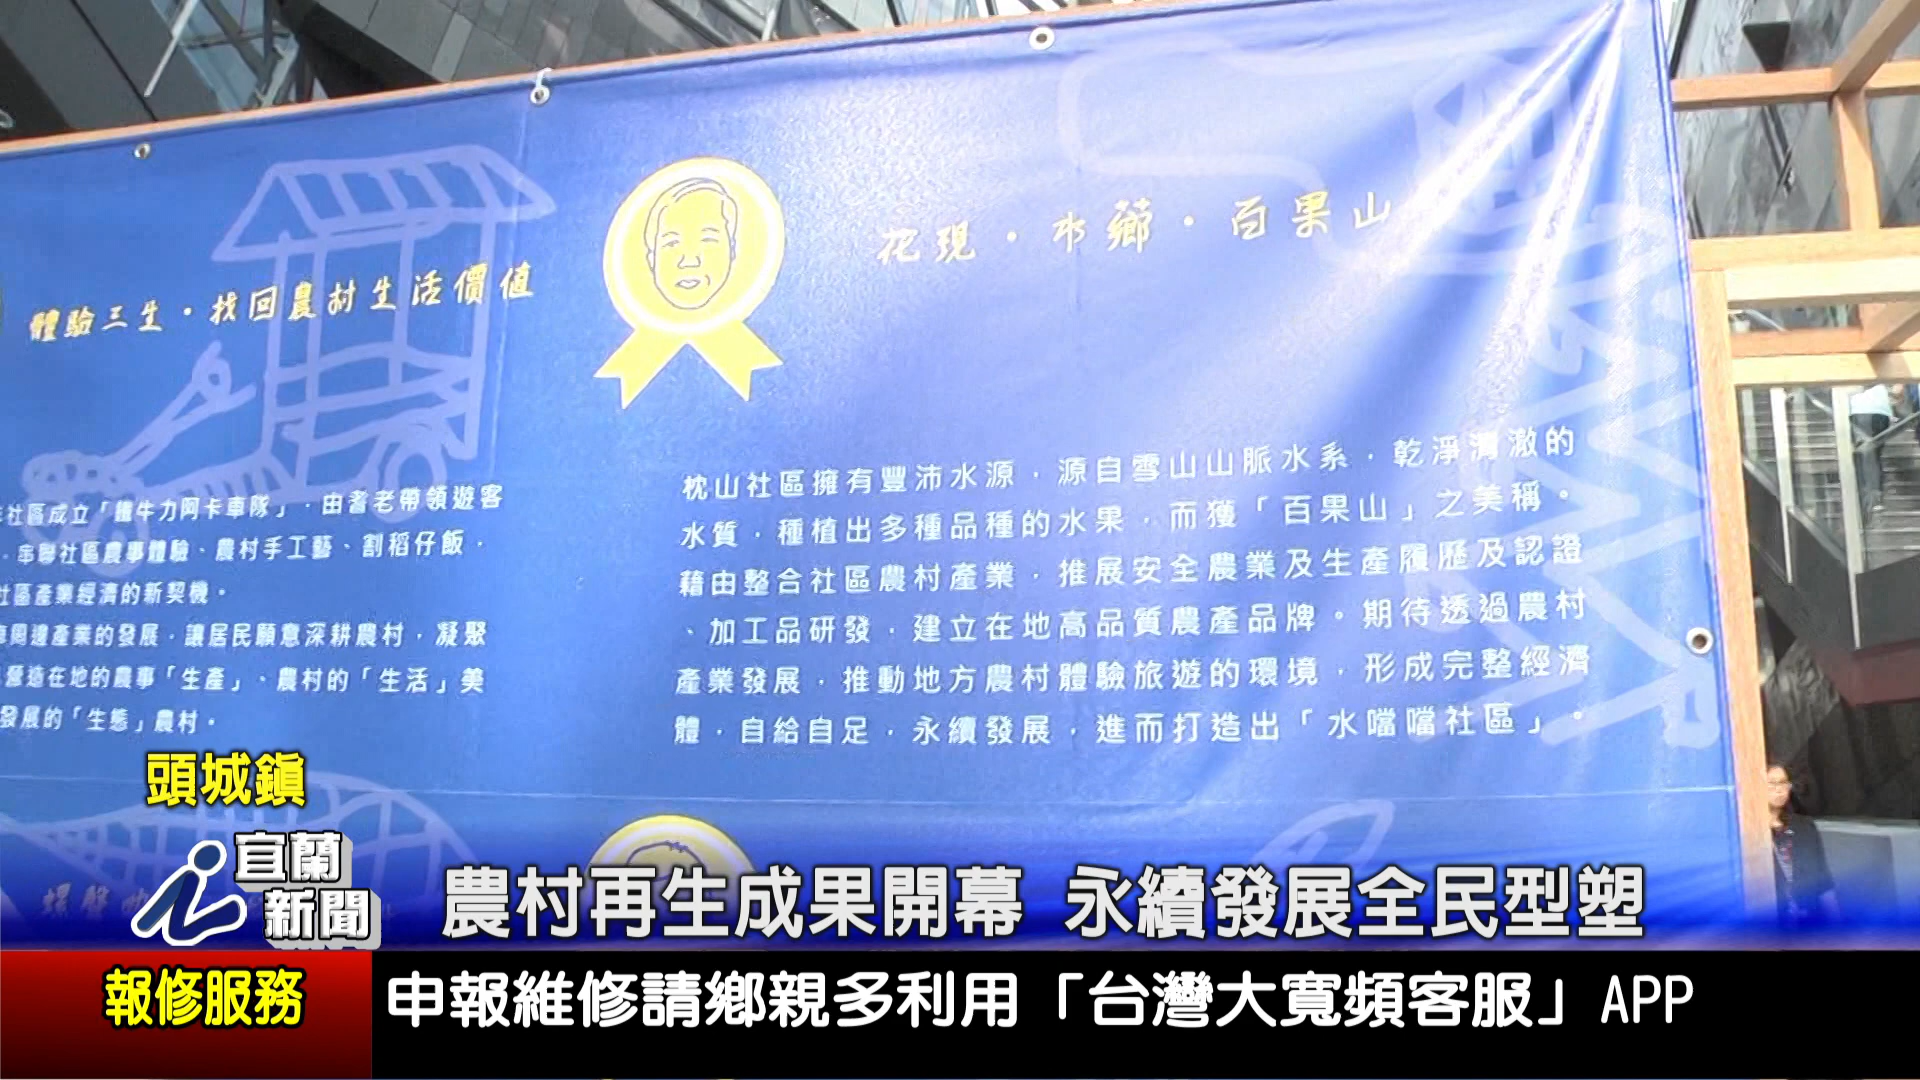 體驗三生・找回農村生活價值
花現・巿鄉・百果山
社區成立「鐵牛力阿卡車隊」，由耆老帶領遊客
，串聯社區農事體驗、農村手工藝、割稻仔飯，
社區產業經濟的新契機。
周邊產業的發展，讓居民願意深耕農村，凝聚
營造在地的農事「生產」、農村的「生活」美
發展的「生態」農村。
枕山社區擁有豐沛水源，源自雪山山脈水系，乾淨清澈的
水質，種植出多種品種的水果，而獲「百果山」之美稱。
藉由整合社區農村產業，推展安全農業及生產履歷及認證
、加工品研發，建立在地高品質農產品牌。期待透過農村
產業發展，推動地方農村體驗旅遊的環境，形成完整經濟
體，自給自足，永續發展，進而打造出「水噹噹社區」。
頭城鎮
宜蘭
新聞
農村再生成果開幕 永續發展全民型塑
報修服務
申報維修請鄉親多利用「台灣大寬頻客服」APP